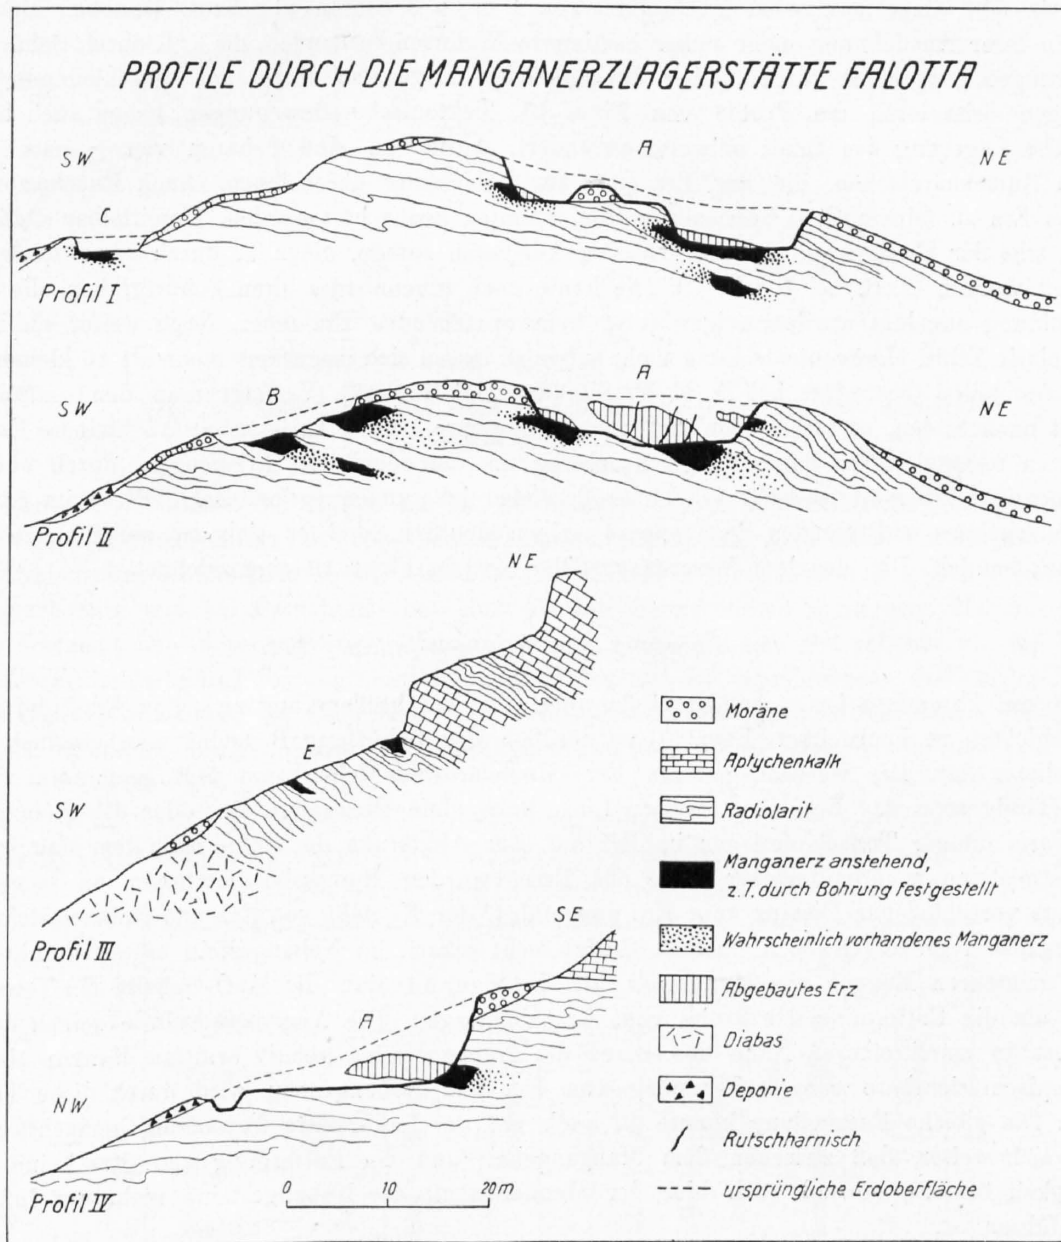 PROFILE DURCH DIE MANGANERZLAGERSTÄTTE FALOTTA
SW
C
A
NE
Profil I
SW
B
A
NE
Profil II
NE
E
SW
Profil III
SE
A
NW
Profil IV
0 10 20m
Moräne
Aptychenkalk
Radiolarit
Manganerz anstehend,
z.T. durch Bohrung festgestellt
Wahrscheinlich vorhandenes Manganerz
Abgebautes Erz
Diabas
Deponie
Rutschharnisch
ursprüngliche Erdoberfläche